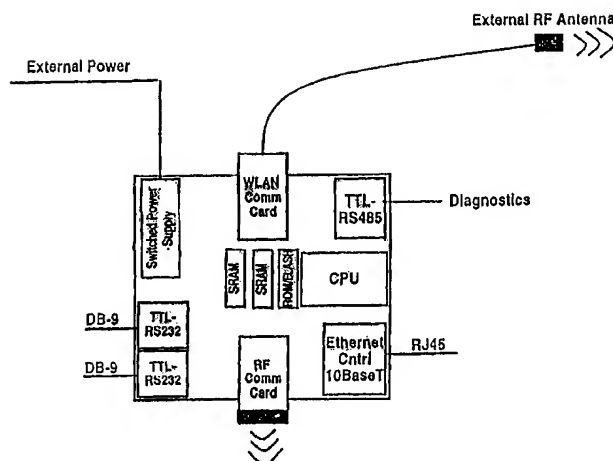 External RF Antenna
External Power
WLAN
Comm
Card
Switched Power
-Supply
TTL-
RS485
Diagnostics
SRAM
SRAM
ROM/FLASH
CPU
DB-9
TTL-
RS232
DB-9
TTL-
RS232
RF
Comm
Card
Ethernet
Cntrl
10BaseT
RJ45